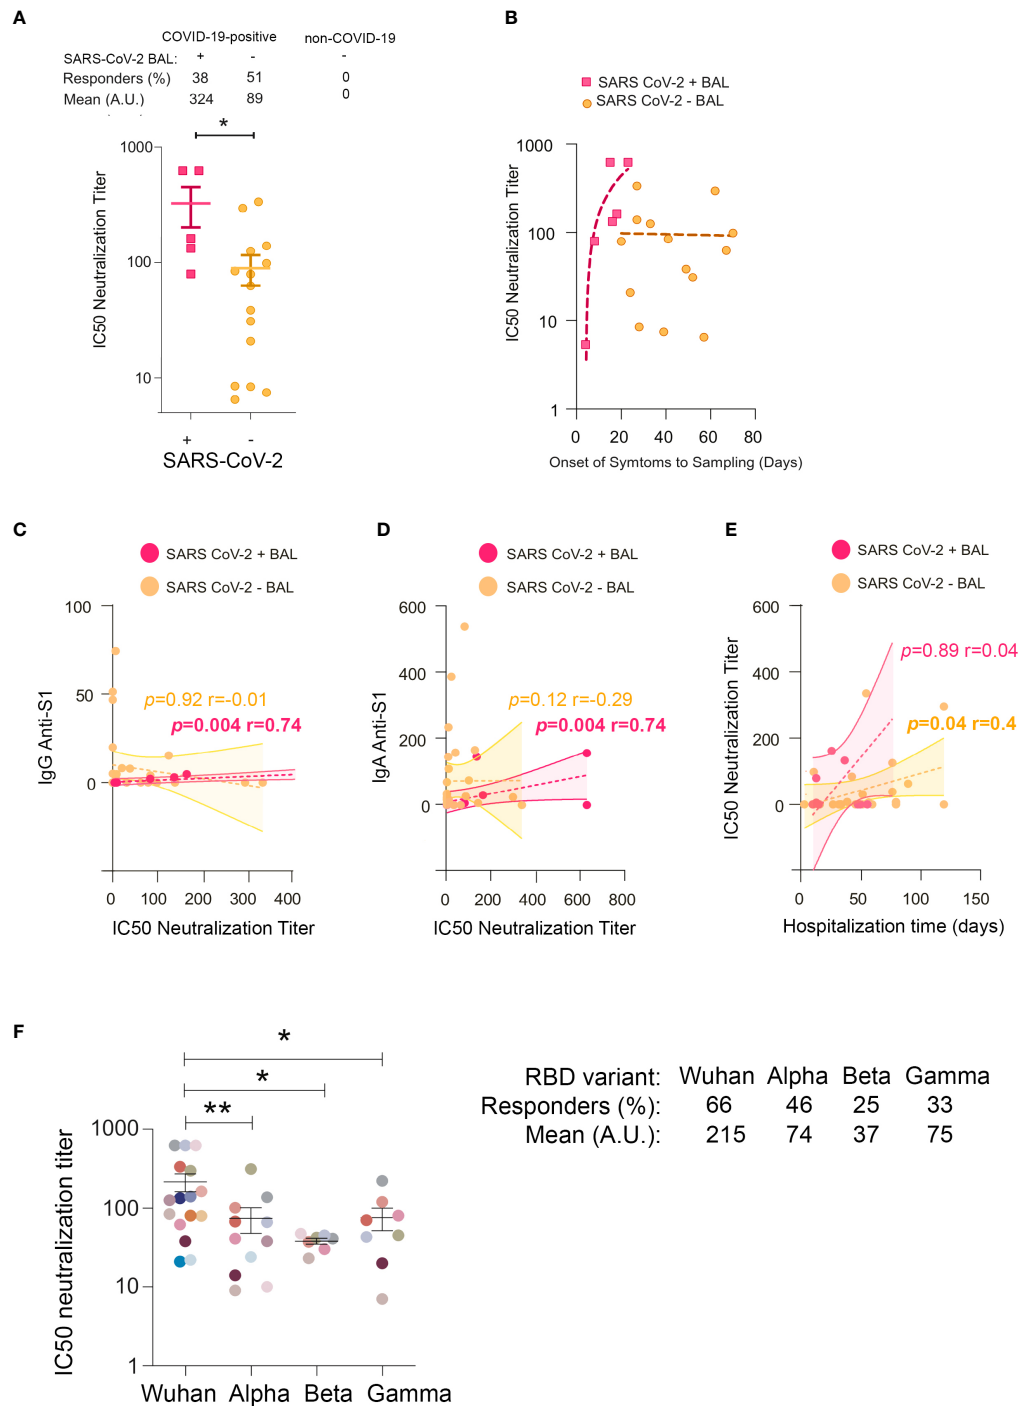 A
COVID-19-positive non-COVID-19
SARS-CoV-2 BAL: + - -
Responders (%) 38 51 0
Mean (A.U.) 324 89 0
*
1000
100
10
IC50 Neutralization Titer
+ -
SARS-CoV-2
B
SARS CoV-2 + BAL
SARS CoV-2 - BAL
1000
100
10
1
IC50 Neutralization Titer
0 20 40 60 80
Onset of Symtoms to Sampling (Days)
C
SARS CoV-2 + BAL
SARS CoV-2 - BAL
100
50
0
IgG Anti-S1
p=0.92 r=-0.01
p=0.004 r=0.74
0 100 200 300 400
IC50 Neutralization Titer
D
SARS CoV-2 + BAL
SARS CoV-2 - BAL
600
400
200
0
IgA Anti-S1
p=0.12 r=-0.29
p=0.004 r=0.74
0 200 400 600 800
IC50 Neutralization Titer
E
SARS CoV-2 + BAL
SARS CoV-2 - BAL
600
400
200
0
IC50 Neutralization Titer
p=0.89 r=0.04
p=0.04 r=0.4
0 50 100 150
Hospitalization time (days)
F
*
*
**
1000
100
10
1
IC50 neutralization titer
Wuhan Alpha Beta Gamma
RBD variant: Wuhan Alpha Beta Gamma
Responders (%): 66 46 25 33
Mean (A.U.): 215 74 37 75